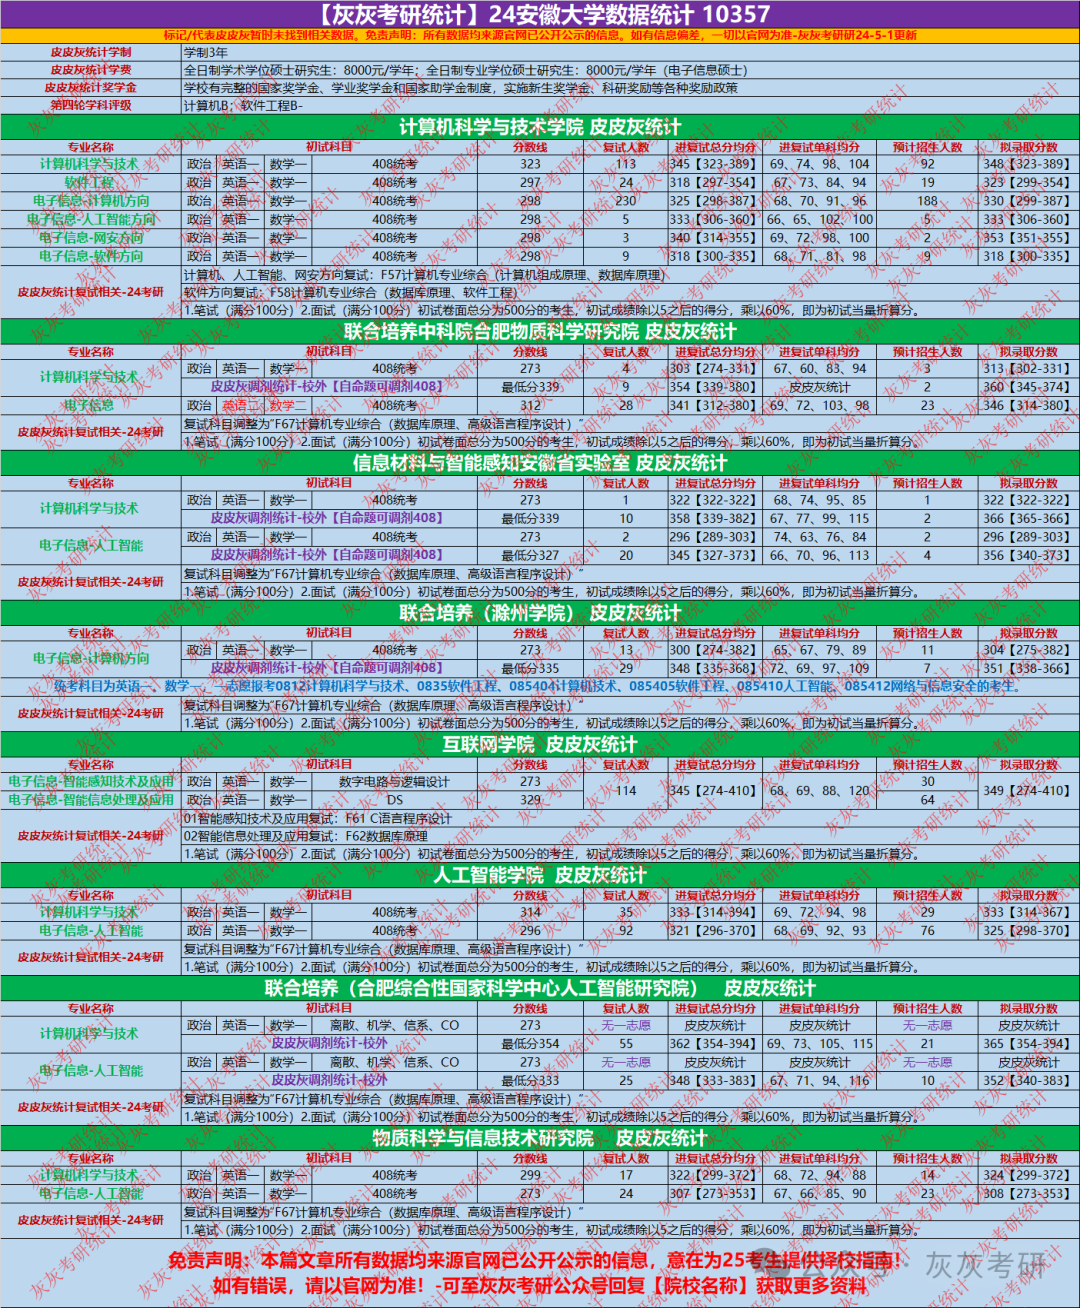 【灰灰考研统计】24安徽大学数据统计 10357
标记/代表皮皮灰暂时未找到相关数据。免责声明：所有数据均来源官网已公开公示的信息。如有信息偏差，一切以官网为准-灰灰考研研24-5-1更新
皮皮灰统计学制 学制3年
皮皮灰统计学费 全日制学术学位硕士研究生：8000元/学年；全日制专业学位硕士研究生：8000元/学年（电子信息硕士）
皮皮灰统计奖学金 学校有完整的国家奖学金、学业奖学金和国家助学金制度，实施新生奖学金、科研奖励等各种奖励政策
第四轮学科评级 计算机B；软件工程B-
计算机科学与技术学院 皮皮灰统计
专业名称 初试科目 分数线 复试人数 进复试总分均分 进复试单科均分 预计招生人数 拟录取分数
计算机科学与技术 政治 英语一 数学一 408统考 323 113 345【323-389】 69、74、98、104 92 348【323-389】
软件工程 政治 英语一 数学一 408统考 297 24 318【297-354】 67、73、84、94 19 323【299-354】
电子信息-计算机方向 政治 英语一 数学一 408统考 298 230 325【298-387】 68、70、91、96 188 330【299-387】
电子信息-人工智能方向 政治 英语一 数学一 408统考 298 5 333【306-360】 66、65、102、100 5 333【306-360】
电子信息-网安方向 政治 英语一 数学一 408统考 298 3 340【314-355】 69、72、98、100 2 353【351-355】
电子信息-软件方向 政治 英语一 数学一 408统考 298 9 318【300-335】 68、71、81、98 9 318【300-335】
皮皮灰统计复试相关-24考研 计算机、人工智能、网安方向复试：F57计算机专业综合（计算机组成原理、数据库原理）
软件方向复试：F58计算机专业综合（数据库原理、软件工程）
1.笔试（满分100分）2.面试（满分100分）初试卷面总分为500分的考生，初试成绩除以5之后的得分，乘以60%，即为初试当量折算分。
联合培养中科院合肥物质科学研究院 皮皮灰统计
专业名称 初试科目 分数线 复试人数 进复试总分均分 进复试单科均分 预计招生人数 拟录取分数
计算机科学与技术 政治 英语一 数学一 408统考 273 4 303【274-331】 67、60、83、94 3 313【302-331】
皮皮灰调剂统计-校外【自命题可调剂408】 最低分339 9 354【339-380】 皮皮灰统计 2 360【345-374】
电子信息 政治 英语二 数学二 408统考 312 28 341【312-380】 69、72、103、98 23 346【314-380】
皮皮灰统计复试相关-24考研 复试科目调整为“F67计算机专业综合（数据库原理、高级语言程序设计）”
1.笔试（满分100分）2.面试（满分100分）初试卷面总分为500分的考生，初试成绩除以5之后的得分，乘以60%，即为初试当量折算分。
信息材料与智能感知安徽省实验室 皮皮灰统计
专业名称 初试科目 分数线 复试人数 进复试总分均分 进复试单科均分 预计招生人数 拟录取分数
计算机科学与技术 政治 英语一 数学一 408统考 273 1 322【322-322】 68、74、95、85 1 322【322-322】
皮皮灰调剂统计-校外【自命题可调剂408】 最低分339 10 358【339-382】 67、77、99、115 2 366【365-366】
电子信息-人工智能 政治 英语一 数学一 408统考 273 2 296【289-303】 74、63、76、84 2 296【289-303】
皮皮灰调剂统计-校外【自命题可调剂408】 最低分327 20 345【327-373】 66、70、96、113 4 356【340-373】
皮皮灰统计复试相关-24考研 复试科目调整为“F67计算机专业综合（数据库原理、高级语言程序设计）”
1.笔试（满分100分）2.面试（满分100分）初试卷面总分为500分的考生，初试成绩除以5之后的得分，乘以60%，即为初试当量折算分。
联合培养（滁州学院） 皮皮灰统计
专业名称 初试科目 分数线 复试人数 进复试总分均分 进复试单科均分 预计招生人数 拟录取分数
电子信息-计算机方向 政治 英语一 数学一 408统考 273 13 300【274-382】 65、67、79、89 11 304【275-382】
皮皮灰调剂统计-校外【自命题可调剂408】 最低分335 29 348【335-368】 72、69、97、109 7 351【338-366】
统考科目为英语一、数学一，一志愿报考0812计算机科学与技术、0835软件工程、085404计算机技术、085405软件工程、085410人工智能、085412网络与信息安全的考生。
皮皮灰统计复试相关-24考研 复试科目调整为“F67计算机专业综合（数据库原理、高级语言程序设计）”
1.笔试（满分100分）2.面试（满分100分）初试卷面总分为500分的考生，初试成绩除以5之后的得分，乘以60%，即为初试当量折算分。
互联网学院 皮皮灰统计
专业名称 初试科目 分数线 复试人数 进复试总分均分 进复试单科均分 预计招生人数 拟录取分数
电子信息-智能感知技术及应用 政治 英语一 数学一 数字电路与逻辑设计 273 114 345【274-410】 68、69、88、120 30 349【274-410】
电子信息-智能信息处理及应用 政治 英语一 数学一 DS 329 64
皮皮灰统计复试相关-24考研 01智能感知技术及应用复试：F61 C语言程序设计
02智能信息处理及应用复试：F62数据库原理
1.笔试（满分100分）2.面试（满分100分）初试卷面总分为500分的考生，初试成绩除以5之后的得分，乘以60%，即为初试当量折算分。
人工智能学院 皮皮灰统计
专业名称 初试科目 分数线 复试人数 进复试总分均分 进复试单科均分 预计招生人数 拟录取分数
计算机科学与技术 政治 英语一 数学一 408统考 314 35 333【314-394】 69、72、94、98 29 333【314-367】
电子信息-人工智能 政治 英语一 数学一 408统考 296 92 321【296-370】 68、69、92、93 76 325【298-370】
皮皮灰统计复试相关-24考研 复试科目调整为“F67计算机专业综合（数据库原理、高级语言程序设计）”
1.笔试（满分100分）2.面试（满分100分）初试卷面总分为500分的考生，初试成绩除以5之后的得分，乘以60%，即为初试当量折算分。
联合培养（合肥综合性国家科学中心人工智能研究院） 皮皮灰统计
专业名称 初试科目 分数线 复试人数 进复试总分均分 进复试单科均分 预计招生人数 拟录取分数
计算机科学与技术 政治 英语一 数学一 离散、机学、信系、CO 273 无一志愿 皮皮灰统计 皮皮灰统计 无一志愿 皮皮灰统计
皮皮灰调剂统计-校外 最低分354 55 362【354-394】 69、73、105、115 21 365【354-394】
电子信息-人工智能 政治 英语一 数学一 离散、机学、信系、CO 273 无一志愿 皮皮灰统计 皮皮灰统计 无一志愿 皮皮灰统计
皮皮灰调剂统计-校外 最低分333 25 348【333-383】 67、71、94、116 10 352【340-383】
皮皮灰统计复试相关-24考研 复试科目调整为“F67计算机专业综合（数据库原理、高级语言程序设计）”
1.笔试（满分100分）2.面试（满分100分）初试卷面总分为500分的考生，初试成绩除以5之后的得分，乘以60%，即为初试当量折算分。
物质科学与信息技术研究院 皮皮灰统计
专业名称 初试科目 分数线 复试人数 进复试总分均分 进复试单科均分 预计招生人数 拟录取分数
计算机科学与技术 政治 英语一 数学一 408统考 299 17 322【299-372】 68、72、94、88 14 324【299-372】
电子信息-人工智能 政治 英语一 数学一 408统考 273 24 307【273-353】 67、66、85、90 23 308【273-353】
皮皮灰统计复试相关-24考研 复试科目调整为“F67计算机专业综合（数据库原理、高级语言程序设计）”
1.笔试（满分100分）2.面试（满分100分）初试卷面总分为500分的考生，初试成绩除以5之后的得分，乘以60%，即为初试当量折算分。
免责声明：本篇文章所有数据均来源官网已公开公示的信息，意在为25考生提供择校指南！
如有错误，请以官网为准！-可至灰灰考研公众号回复【院校名称】获取更多资料
公众号·灰灰考研